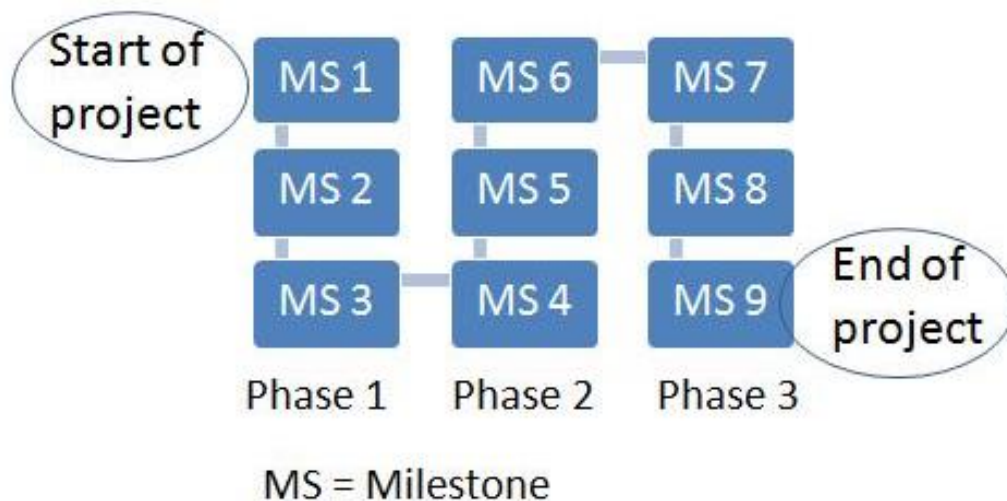 Start of
project
MS 1
MS 2
MS 3
MS 6
MS 5
MS 4
MS 7
MS 8
MS 9
End of
project
Phase 1
Phase 2
Phase 3
MS = Milestone